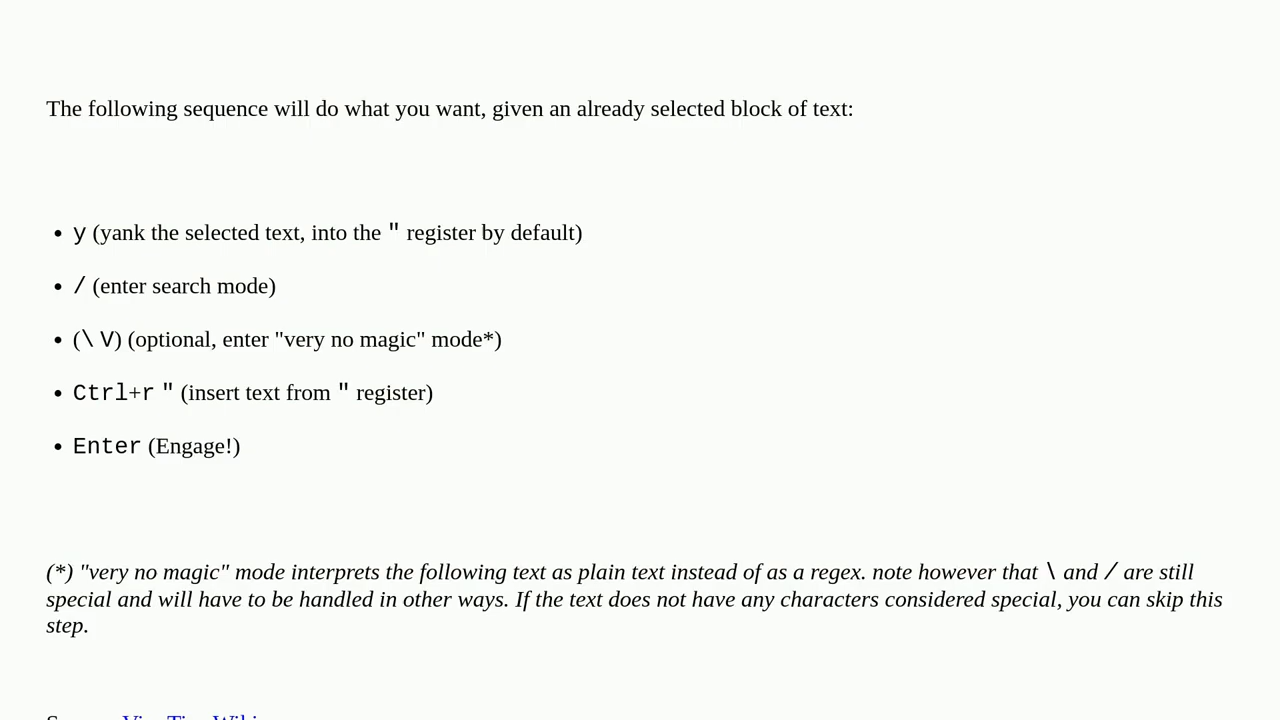 The following sequence will do what you want, given an already selected block of text:
• y (yank the selected text, into the " register by default)
• / (enter search mode)
• (\ V) (optional, enter "very no magic" mode*)
• Ctrl+r " (insert text from " register)
• Enter (Engage!)
(*) "very no magic" mode interprets the following text as plain text instead of as a regex. note however that \ and / are still
special and will have to be handled in other ways. If the text does not have any characters considered special, you can skip this
step.